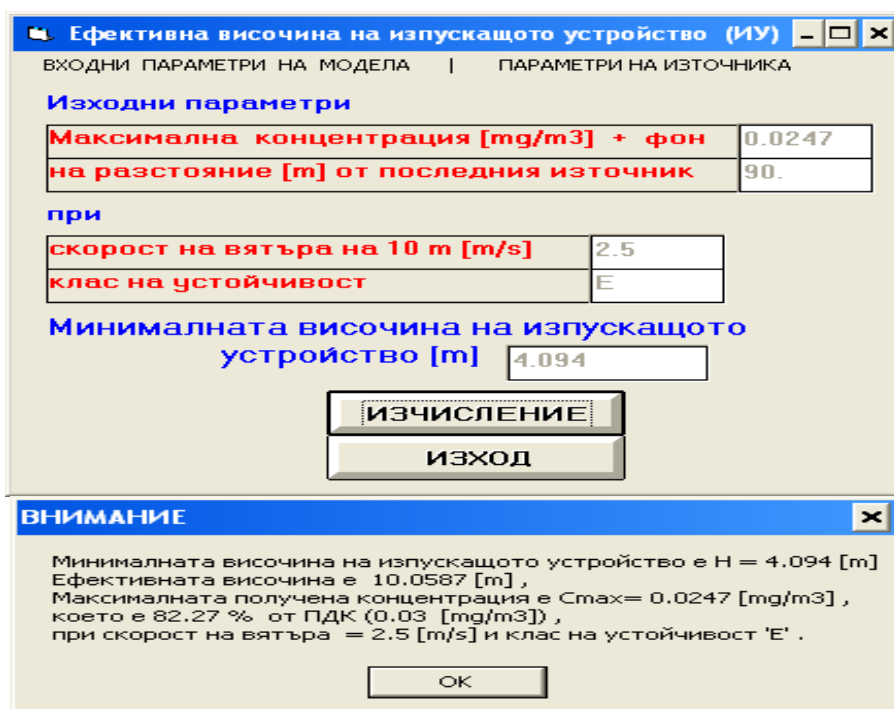 Ефективна височина на изпускащото устройство (ИУ)
ВХОДНИ ПАРАМЕТРИ НА МОДЕЛА | ПАРАМЕТРИ НА ИЗТОЧНИКА
Изходни параметри
Максимална концентрация [mg/m3] + фон 0.0247
на разстояние [m] от последния източник 90.
при
скорост на вятъра на 10 m [m/s] 2.5
клас на устойчивост E
Минималната височина на изпускащото
устройство [m] 4.094
ИЗЧИСЛЕНИЕ
ИЗХОД
ВНИМАНИЕ
Минималната височина на изпускащото устройство е H = 4.094 [m]
Ефективната височина е 10.0587 [m] ,
Максималната получена концентрация е Cmax= 0.0247 [mg/m3] ,
което е 82.27 % от ПДК (0.03 [mg/m3]) ,
при скорост на вятъра = 2.5 [m/s] и клас на устойчивост 'E' .
OK